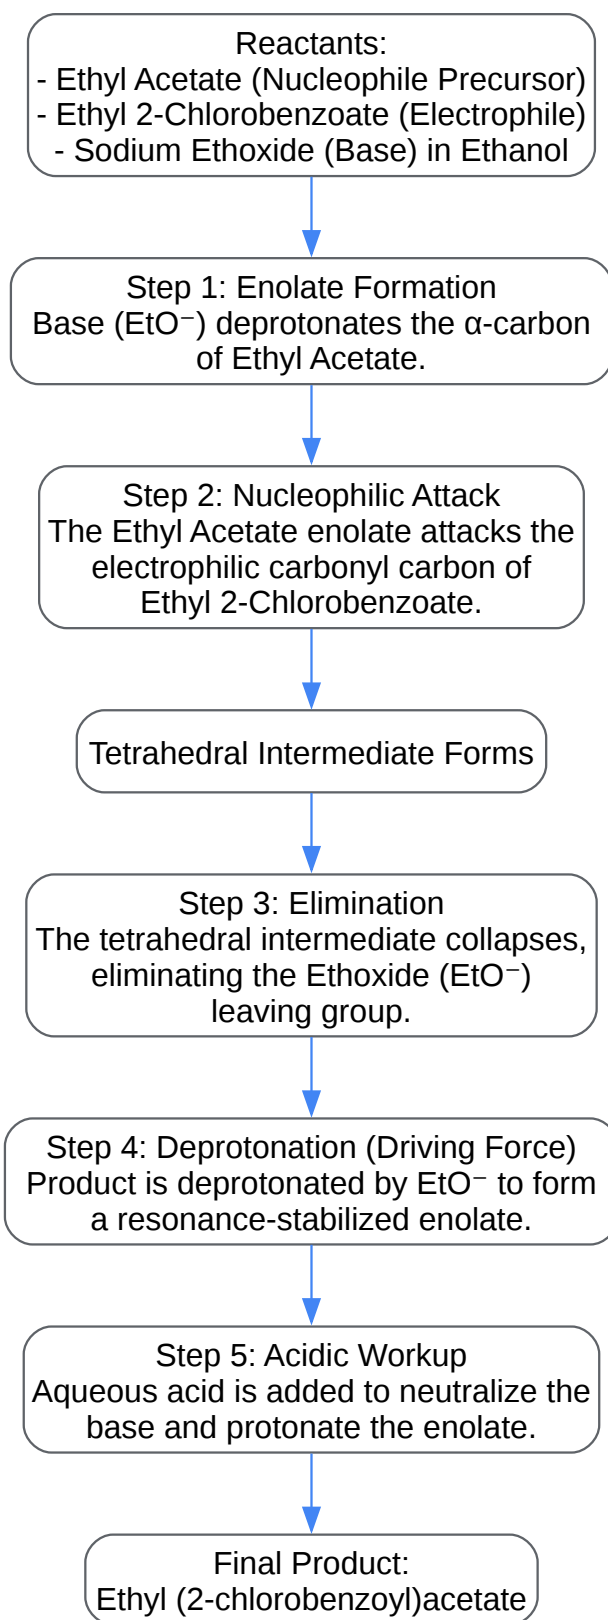 Reactants:
- Ethyl Acetate (Nucleophile Precursor)
- Ethyl 2-Chlorobenzoate (Electrophile)
- Sodium Ethoxide (Base) in Ethanol
Step 1: Enolate Formation
Base (EtO⁻) deprotonates the α-carbon
of Ethyl Acetate.
Step 2: Nucleophilic Attack
The Ethyl Acetate enolate attacks the
electrophilic carbonyl carbon of
Ethyl 2-Chlorobenzoate.
Tetrahedral Intermediate Forms
Step 3: Elimination
The tetrahedral intermediate collapses,
eliminating the Ethoxide (EtO⁻)
leaving group.
Step 4: Deprotonation (Driving Force)
Product is deprotonated by EtO⁻ to form
a resonance-stabilized enolate.
Step 5: Acidic Workup
Aqueous acid is added to neutralize the
base and protonate the enolate.
Final Product:
Ethyl (2-chlorobenzoyl)acetate